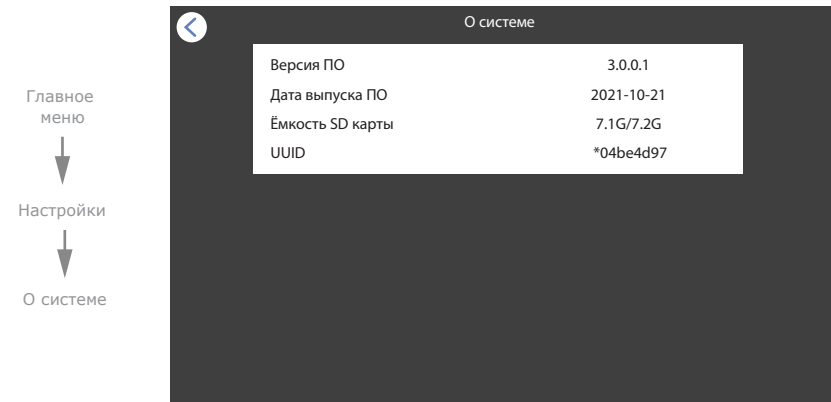 Главное
меню
Настройки
О системе
О системе
Версия ПО 3.0.0.1
Дата выпуска ПО 2021-10-21
Ёмкость SD карты 7.1G/7.2G
UUID *04be4d97